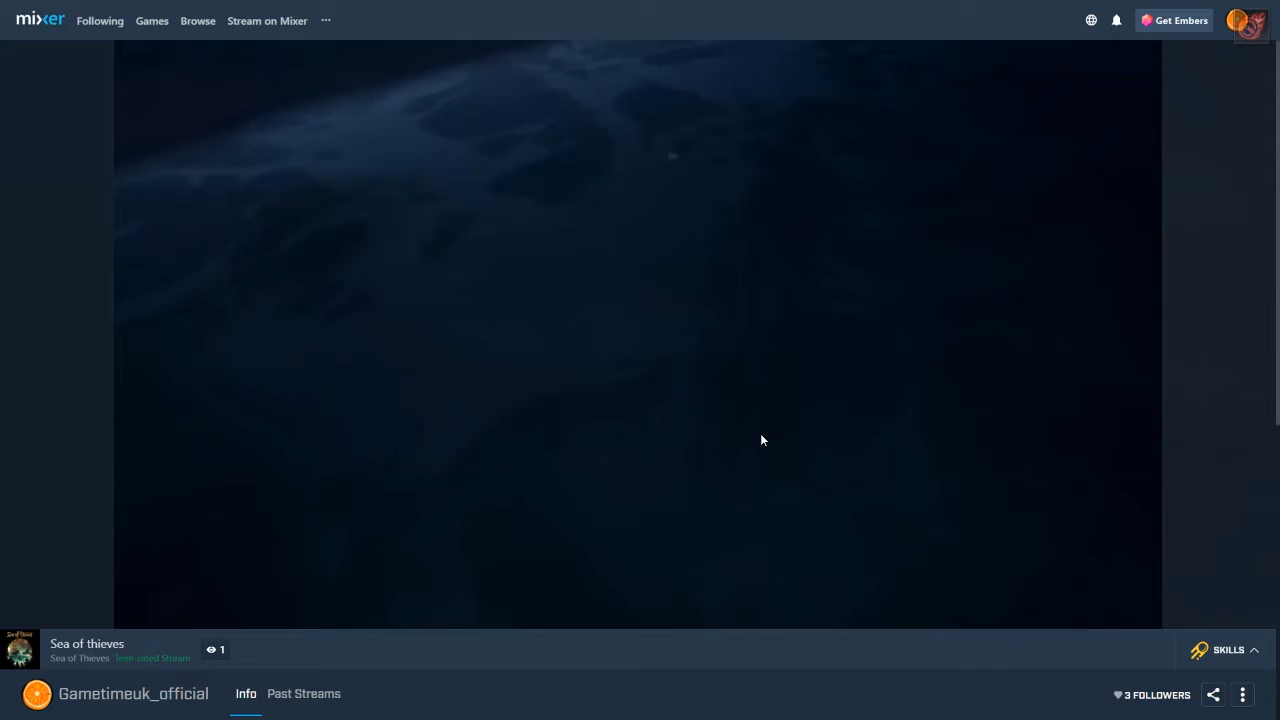 mixer Following Games Browse Stream on Mixer ··· Get Embers
Sea of thieves
Sea of Thieves Teen-rated Stream
1
SKILLS
Gametimeuk_official Info Past Streams 3 FOLLOWERS